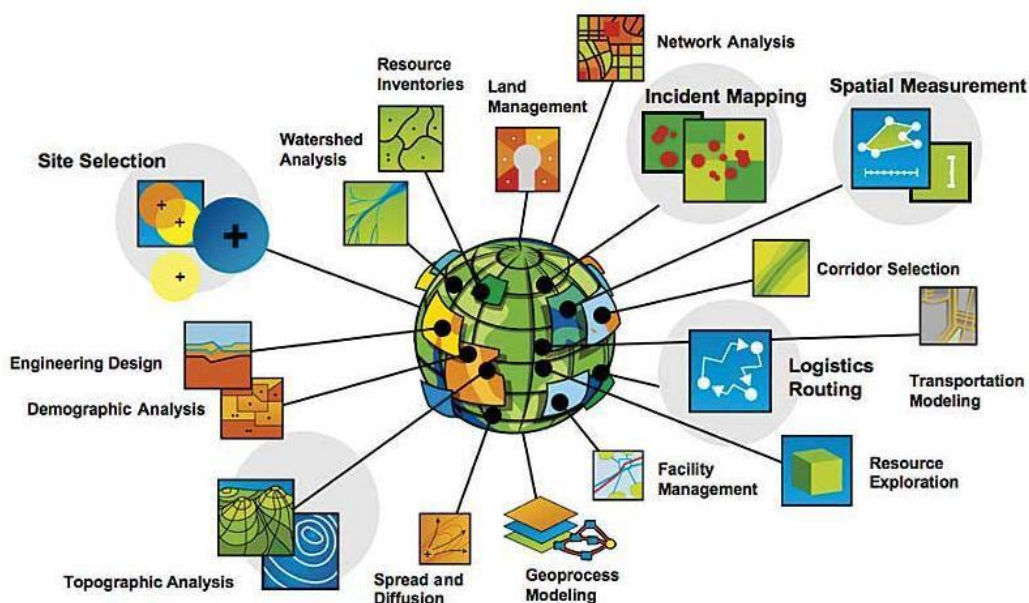 Network Analysis
Resource
Inventories
Land
Management
Incident Mapping
Spatial Measurement
Watershed
Analysis
Site Selection
Corridor Selection
Engineering Design
Logistics
Routing
Transportation
Modeling
Demographic Analysis
Facility
Management
Resource
Exploration
Topographic Analysis
Spread and
Diffusion
Geoprocess
Modeling